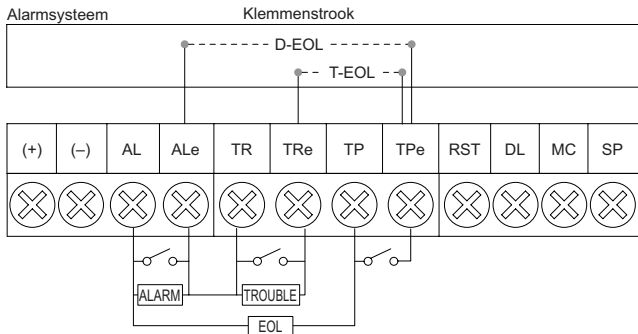 Alarmsysteem Klemmenstrook
D-EOL
T-EOL
(+) (–) AL ALe TR TRe TP TPe RST DL MC SP
ALARM TROUBLE
EOL